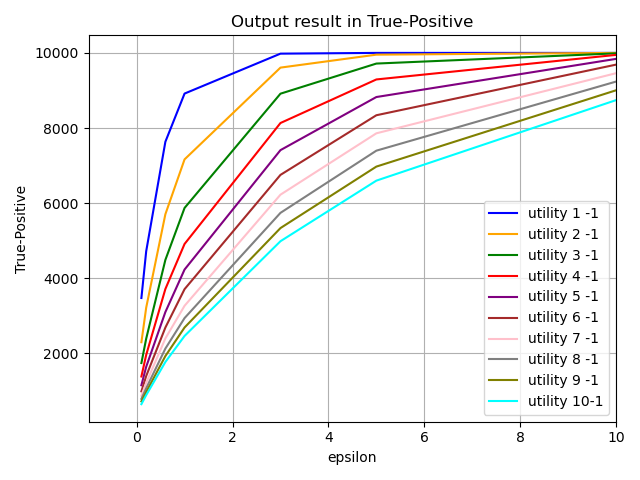 Output result in True-Positive
True-Positive
10000
8000
6000
4000
2000
0 2 4 6 8 10
epsilon
utility 1 -1
utility 2 -1
utility 3 -1
utility 4 -1
utility 5 -1
utility 6 -1
utility 7 -1
utility 8 -1
utility 9 -1
utility 10-1